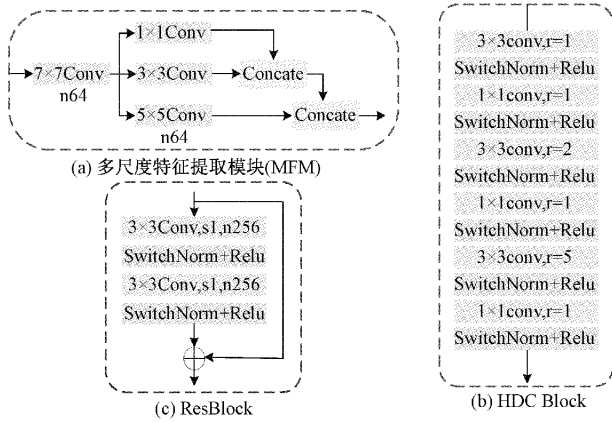 7×7Conv
n64
1×1Conv
3×3Conv
5×5Conv
n64
Concate
Concate
(a) 多尺度特征提取模块(MFM)
3×3Conv,s1,n256
SwitchNorm+Relu
3×3Conv,s1,n256
SwitchNorm+Relu
(c) ResBlock
3×3conv,r=1
SwitchNorm+Relu
1×1conv,r=1
SwitchNorm+Relu
3×3conv,r=2
SwitchNorm+Relu
1×1conv,r=1
SwitchNorm+Relu
3×3conv,r=5
SwitchNorm+Relu
1×1conv,r=1
SwitchNorm+Relu
(b) HDC Block